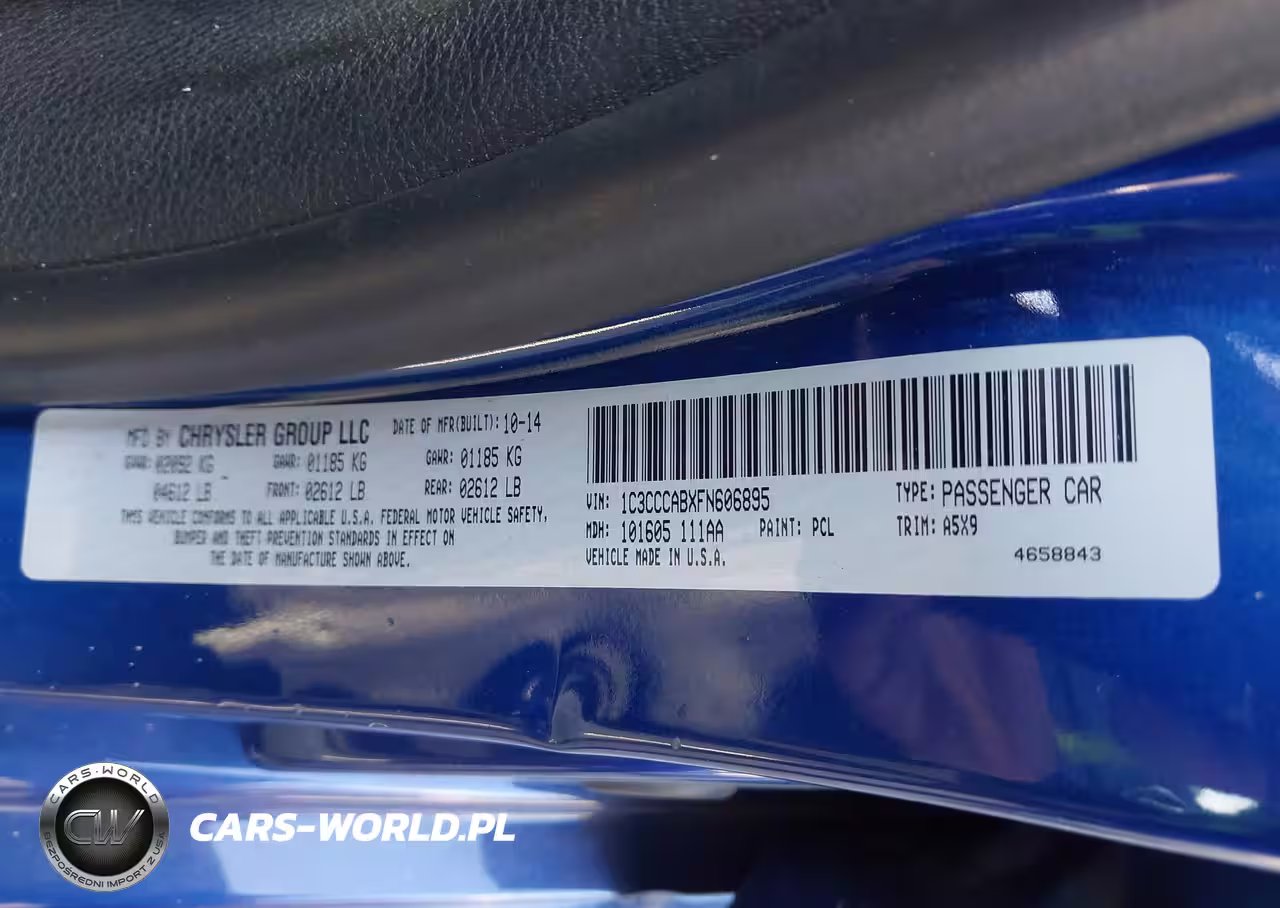 MFD BY CHRYSLER GROUP LLC DATE OF MFR(BUILT): 10-14
GVWR: 02092 KG GAWR: 01185 KG GAWR: 01185 KG
04612 LB FRONT: 02612 LB REAR: 02612 LB
THIS VEHICLE CONFORMS TO ALL APPLICABLE U.S.A. FEDERAL MOTOR VEHICLE SAFETY,
BUMPER AND THEFT PREVENTION STANDARDS IN EFFECT ON
THE DATE OF MANUFACTURE SHOWN ABOVE.
VIN: 1C3CCCABXFN606895 TYPE: PASSENGER CAR
MDH: 101605 111AA PAINT: PCL TRIM: A5X9
VEHICLE MADE IN U.S.A. 4658843
CARS-WORLD
CW
BEZPOŚREDNI IMPORT Z USA
CARS-WORLD.PL